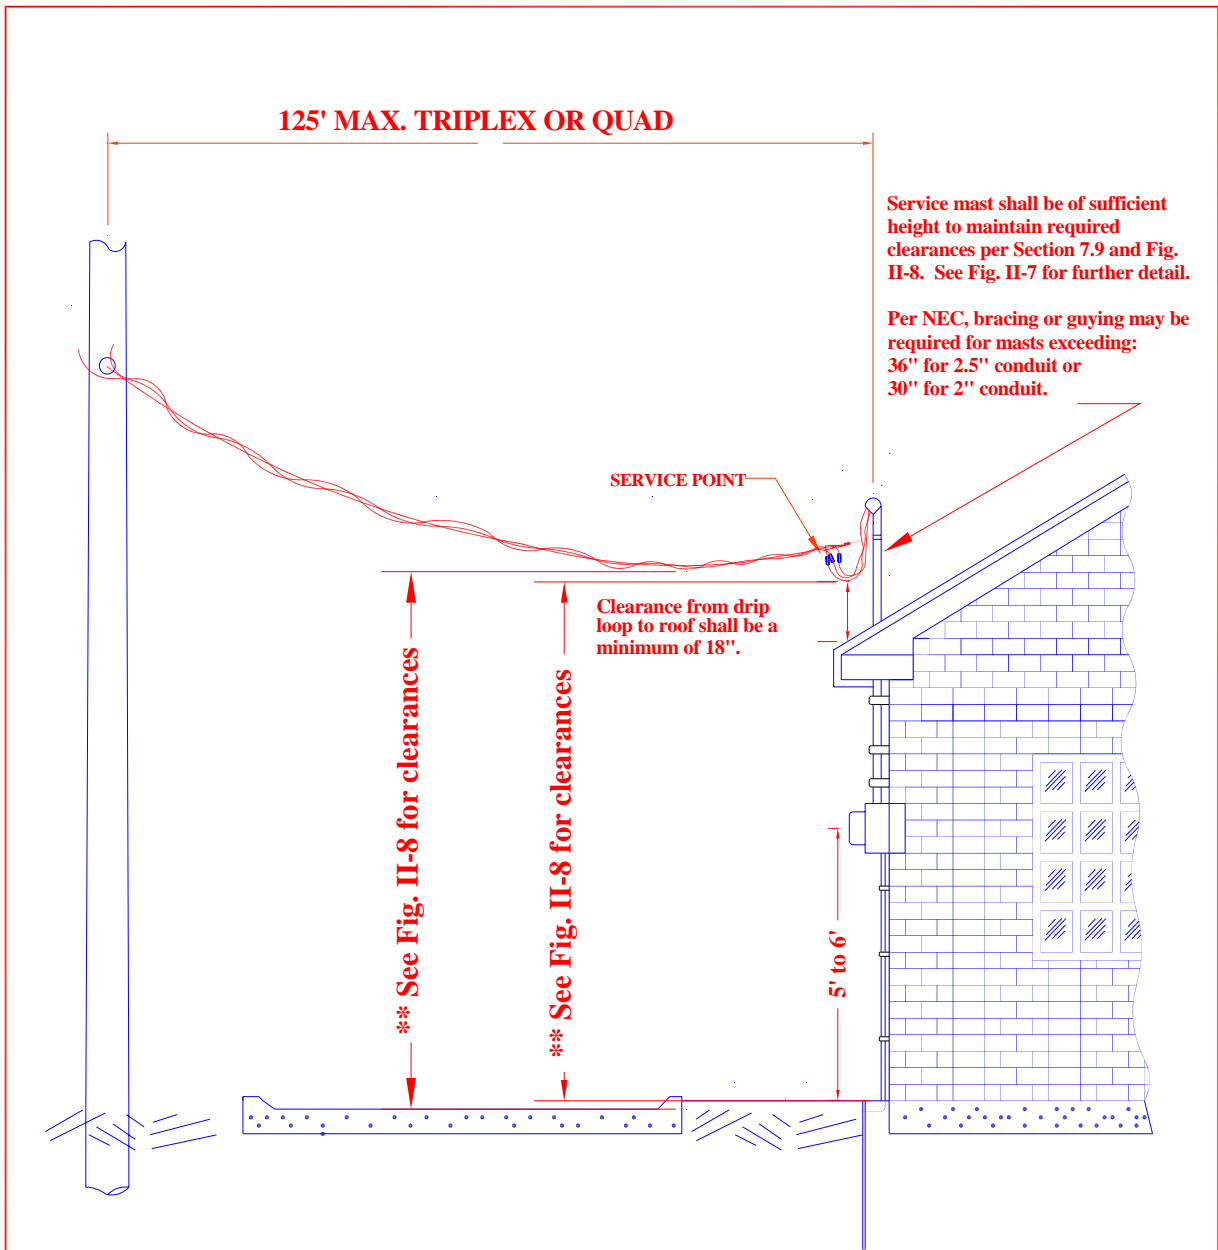 125' MAX. TRIPLEX OR QUAD
Service mast shall be of sufficient
height to maintain required
clearances per Section 7.9 and Fig.
II-8.  See Fig. II-7 for further detail.
Per NEC, bracing or guying may be
required for masts exceeding:
36" for 2.5" conduit or
30" for 2" conduit.
SERVICE POINT
Clearance from drip
loop to roof shall be a
minimum of 18".
** See Fig. II-8 for clearances
** See Fig. II-8 for clearances
5' to 6'